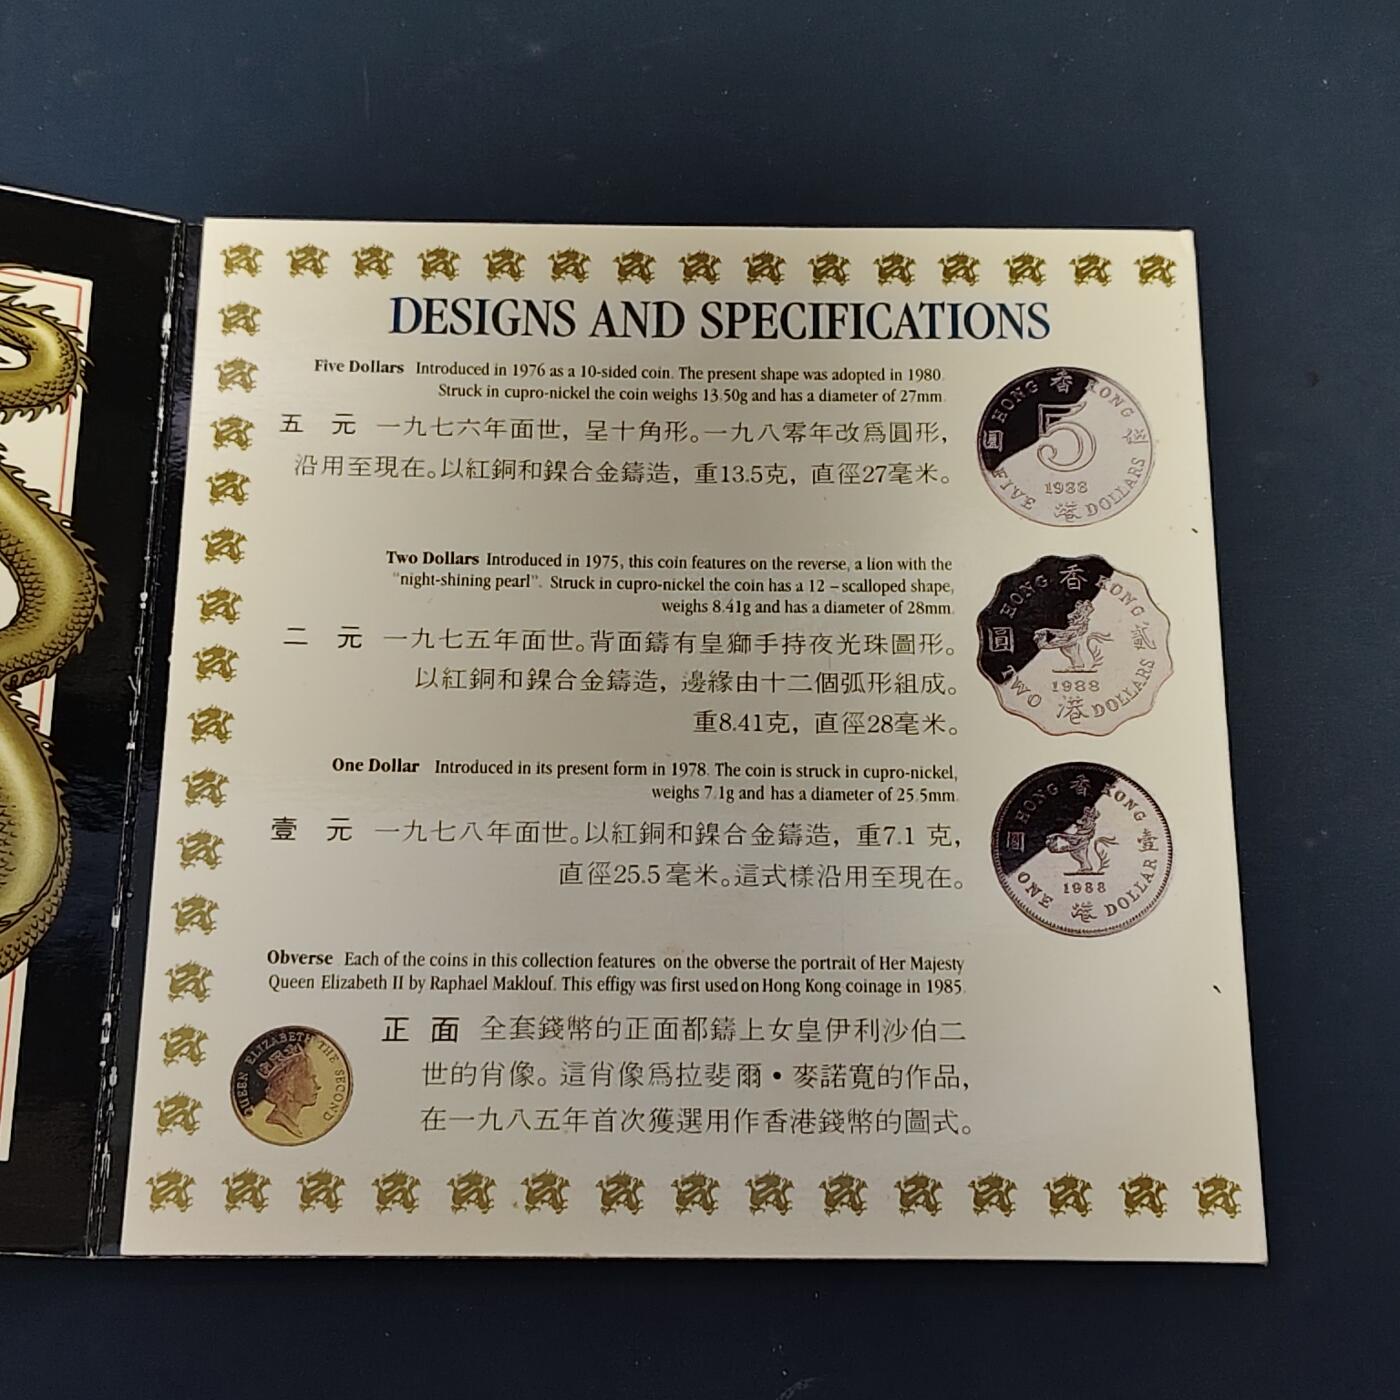 DESIGNS AND SPECIFICATIONS
Five Dollars Introduced in 1976 as a 10-sided coin. The present shape was adopted in 1980.
Struck in cupro-nickel the coin weighs 13.50g and has a diameter of 27mm.
五 元 一九七六年面世，呈十角形。一九八零年改爲圓形，
沿用至現在。以紅銅和鎳合金鑄造，重13.5克，直徑27毫米。
HONG 香 KONG
圓 5 伍
FIVE 1988 DOLLARS
港
Two Dollars Introduced in 1975, this coin features on the reverse, a lion with the
"night-shining pearl". Struck in cupro-nickel the coin has a 12 – scalloped shape,
weighs 8.41g and has a diameter of 28mm.
二 元 一九七五年面世。背面鑄有皇獅手持夜光珠圖形。
以紅銅和鎳合金鑄造，邊緣由十二個弧形組成。
重8.41克，直徑28毫米。
HONG 香 KONG
圓 貳
TWO 1988 DOLLARS
港
One Dollar Introduced in its present form in 1978. The coin is struck in cupro-nickel,
weighs 7.1g and has a diameter of 25.5mm.
壹 元 一九七八年面世。以紅銅和鎳合金鑄造，重7.1 克，
直徑25.5毫米。這式樣沿用至現在。
HONG 香 KONG
圓 壹
ONE 1988 DOLLAR
港
Obverse Each of the coins in this collection features on the obverse the portrait of Her Majesty
Queen Elizabeth II by Raphael Maklouf. This effigy was first used on Hong Kong coinage in 1985.
正 面 全套錢幣的正面都鑄上女皇伊利沙伯二
世的肖像。這肖像爲拉斐爾•麥諾寬的作品，
在一九八五年首次獲選用作香港錢幣的圖式。
QUEEN ELIZABETH THE SECOND